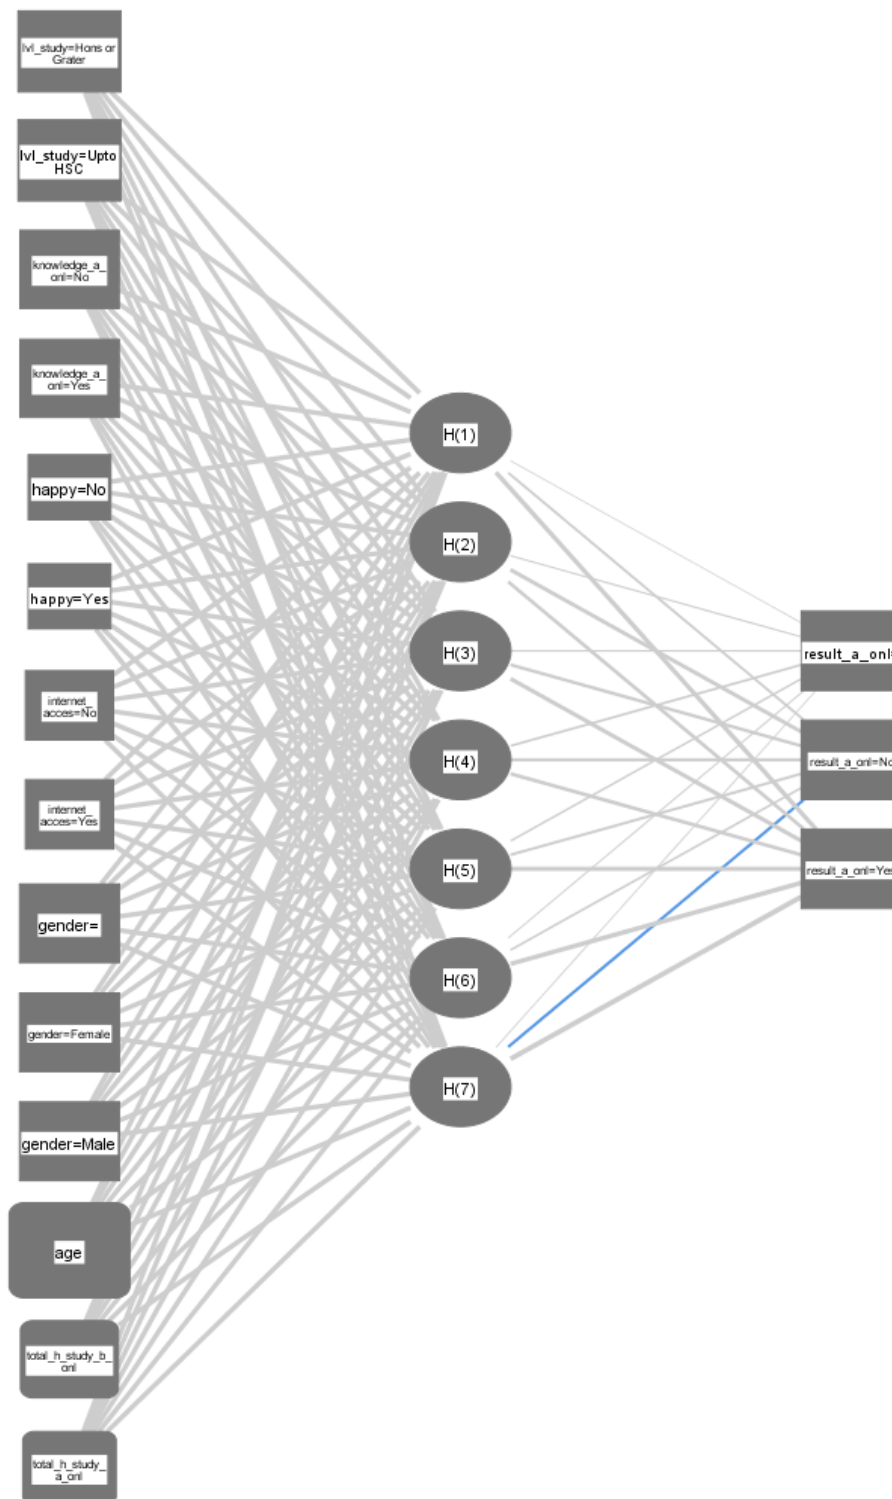 lvl_study=Hons or
Grater
lvl_study=Upto
HSC
knowledge_a_
onl=No
knowledge_a_
onl=Yes
happy=No
happy=Yes
internet_
acces=No
internet_
acces=Yes
gender=
gender=Female
gender=Male
age
total_h_study_b_
onl
total_h_study_
a_onl
H(1)
H(2)
H(3)
H(4)
H(5)
H(6)
H(7)
result_a_onl=
result_a_onl=No
result_a_onl=Yes